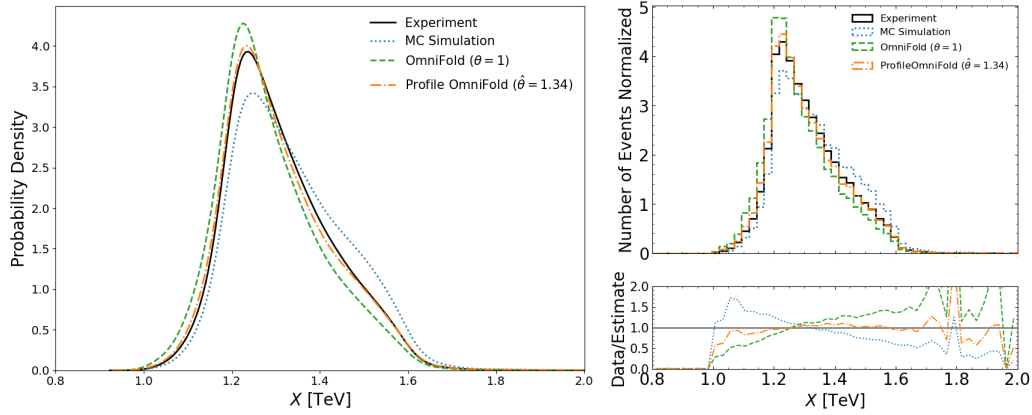 Experiment
MC Simulation
OmniFold (θ = 1)
Profile OmniFold (θ̂ = 1.34)
Probability Density
4.0
3.5
3.0
2.5
2.0
1.5
1.0
0.5
0.0
0.8 1.0 1.2 1.4 1.6 1.8 2.0
X [TeV]
Experiment
MC Simulation
OmniFold (θ = 1)
ProfileOmniFold (θ̂ = 1.34)
Number of Events Normalized
5
4
3
2
1
0
Data/Estimate
2.0
1.5
1.0
0.5
0.0
0.8 1.0 1.2 1.4 1.6 1.8 2.0
X [TeV]